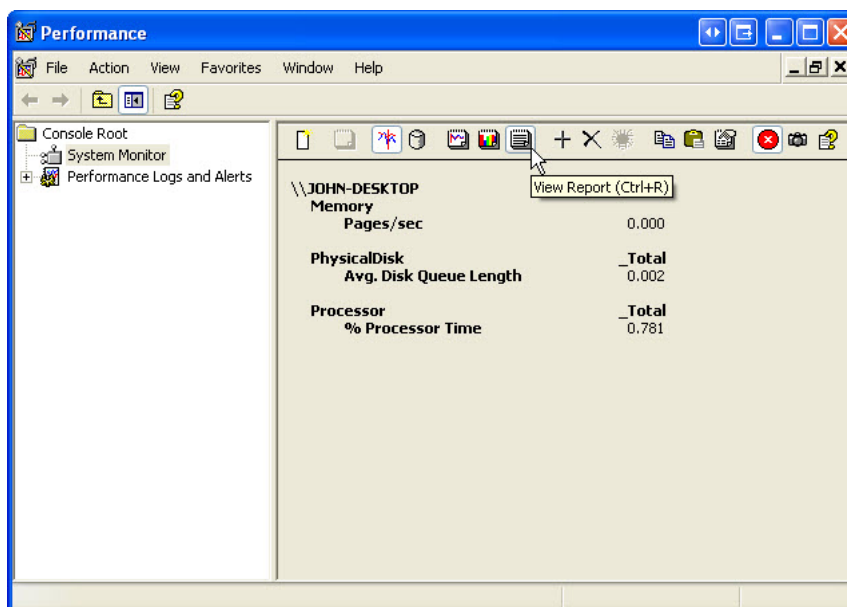 Performance
File Action View Favorites Window Help
Console Root
System Monitor
Performance Logs and Alerts
View Report (Ctrl+R)
\\JOHN-DESKTOP
Memory
Pages/sec 0.000
PhysicalDisk _Total
Avg. Disk Queue Length 0.002
Processor _Total
% Processor Time 0.781